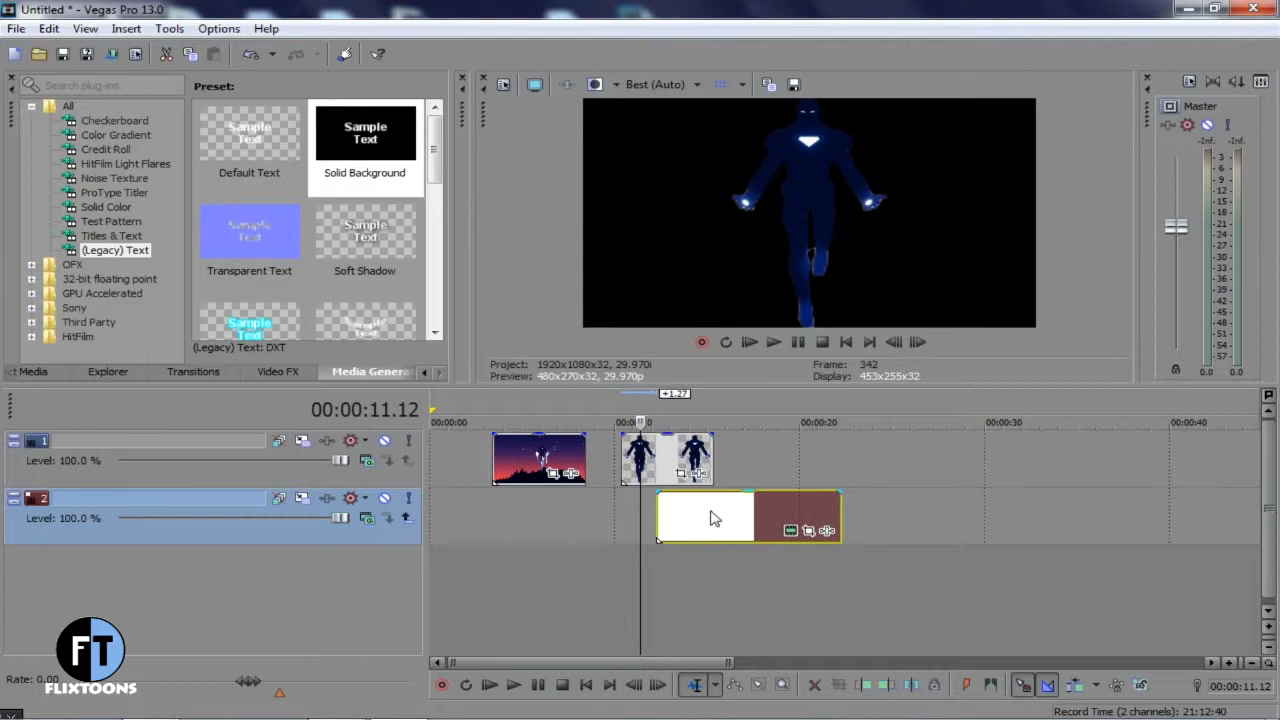 Untitled * - Vegas Pro 13.0
File Edit View Insert Tools Options Help
Search plug-ins
Preset:
Best (Auto)
All
Checkerboard
Color Gradient
Credit Roll
HitFilm Light Flares
Noise Texture
ProType Titler
Solid Color
Test Pattern
Titles & Text
(Legacy) Text
OFX
32-bit floating point
GPU Accelerated
Sony
Third Party
HitFilm
Sample
Text
Default Text
Sample
Text
Solid Background
Sample
Text
Transparent Text
Sample
Text
Soft Shadow
Sample
Text
Sample
Text
(Legacy) Text: DXT
Master
-Inf. -Inf.
3
6
9
12
15
18
21
24
27
30
33
36
39
42
45
48
51
54
57
0.0 0.0
ct Media Explorer Transitions Video FX Media Genera
Project: 1920x1080x32, 29.970i
Preview: 480x270x32, 29.970p
Frame: 342
Display: 453x255x32
+1.27
00:00:11.12
00:00:00 00:00:20 00:00:30 00:00:40
1
Level: 100.0 %
2
Level: 100.0 %
FT
FLIXTOONS
Rate: 0.00
00:00:11.12
Record Time (2 channels): 21:12:40